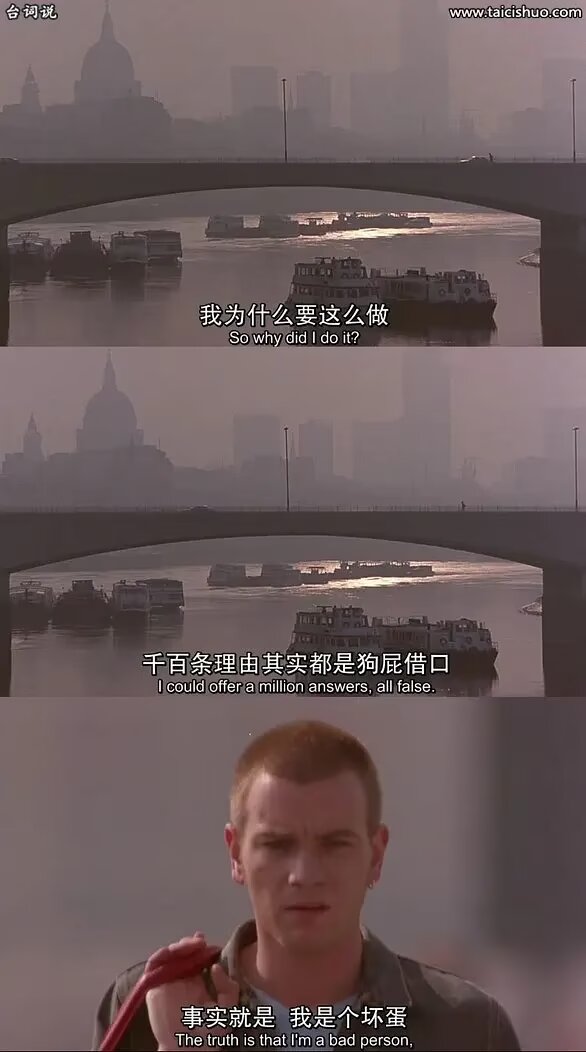 台词说
www.taicishuo.com
我为什么要这么做
So why did I do it?
千百条理由其实都是狗屁借口
I could offer a million answers, all false.
事实就是 我是个坏蛋
The truth is that I'm a bad person,